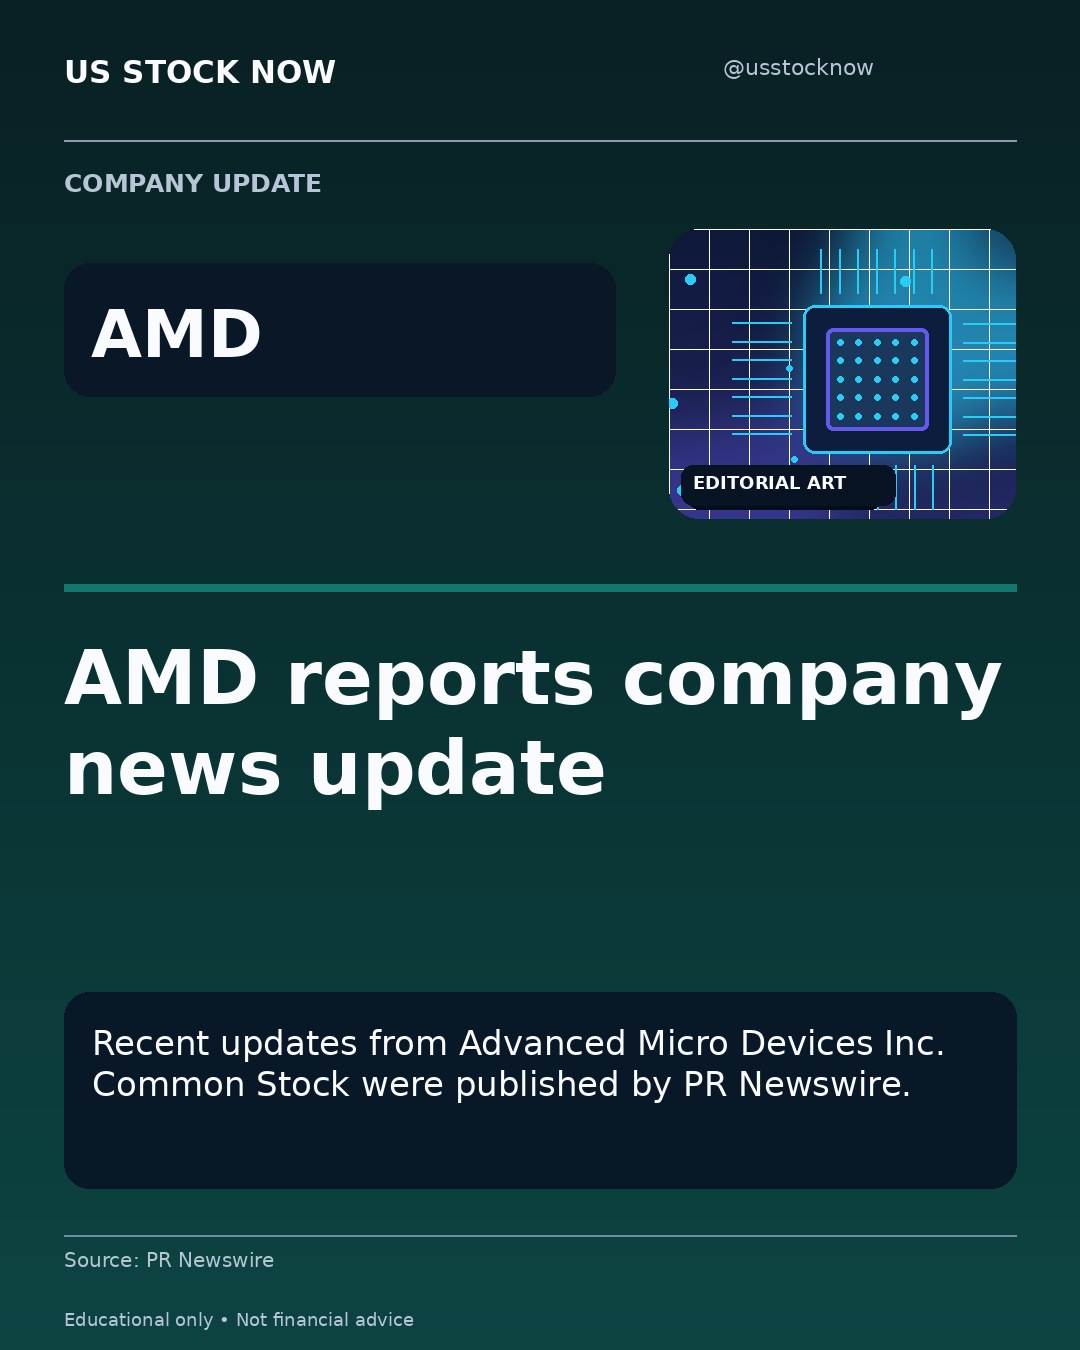 US STOCK NOW
@usstocknow
COMPANY UPDATE
AMD
EDITORIAL ART
AMD reports company
news update
Recent updates from Advanced Micro Devices Inc.
Common Stock were published by PR Newswire.
Source: PR Newswire
Educational only • Not financial advice